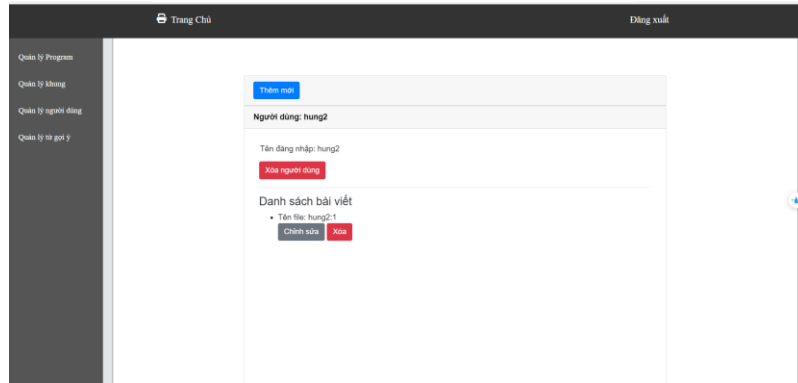 Trang Chủ
Đăng xuất
Quản lý Program
Quản lý khung
Quản lý người dùng
Quản lý từ gợi ý
Thêm mới
Người dùng: hung2
Tên đăng nhập: hung2
Xóa người dùng
Danh sách bài viết
Tên file: hung2:1
Chỉnh sửa Xóa